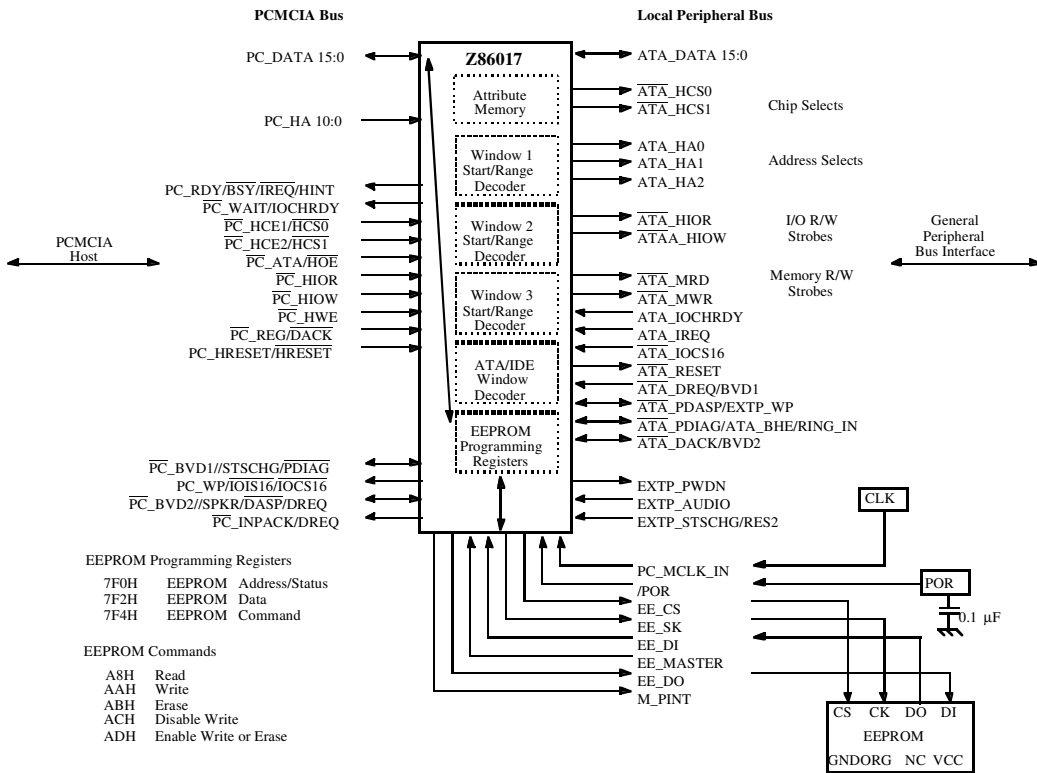 PCMCIA Bus
Local Peripheral Bus
PC_DATA 15:0
PC_HA 10:0
PC_RDY/BSY/IREQ/HINT
PC_WAIT/IOCHRDY
PC_HCE1/HCS0
PC_HCE2/HCS1
PC_ATA/HOE
PC_HIOR
PC_HIOW
PC_HWE
PC_REG/DACK
PC_HRESET/HRESET
PCMCIA
Host
PC_BVD1//STSCHG/PDIAG
PC_WP/IOIS16/IOCS16
PC_BVD2//SPKR/DASP/DREQ
PC_INPACK/DREQ
Z86017
Attribute
Memory
Window 1
Start/Range
Decoder
Window 2
Start/Range
Decoder
Window 3
Start/Range
Decoder
ATA/IDE
Window
Decoder
EEPROM
Programming
Registers
ATA_DATA 15:0
ATA_HCS0
ATA_HCS1
Chip Selects
ATA_HA0
ATA_HA1
ATA_HA2
Address Selects
ATA_HIOR
ATAA_HIOW
I/O R/W
Strobes
ATA_MRD
ATA_MWR
Memory R/W
Strobes
ATA_IOCHRDY
ATA_IREQ
ATA_IOCS16
ATA_RESET
ATA_DREQ/BVD1
ATA_PDASP/EXTP_WP
ATA_PDIAG/ATA_BHE/RING_IN
ATA_DACK/BVD2
EXTP_PWDN
EXTP_AUDIO
EXTP_STSCHG/RES2
General
Peripheral
Bus Interface
CLK
PC_MCLK_IN
/POR
EE_CS
EE_SK
EE_DI
EE_MASTER
EE_DO
M_PINT
POR
0.1 µF
CS CK DO DI
EEPROM
GNDORG NC VCC
EEPROM Programming Registers
7F0H EEPROM Address/Status
7F2H EEPROM Data
7F4H EEPROM Command
EEPROM Commands
A8H Read
AAH Write
ABH Erase
ACH Disable Write
ADH Enable Write or Erase